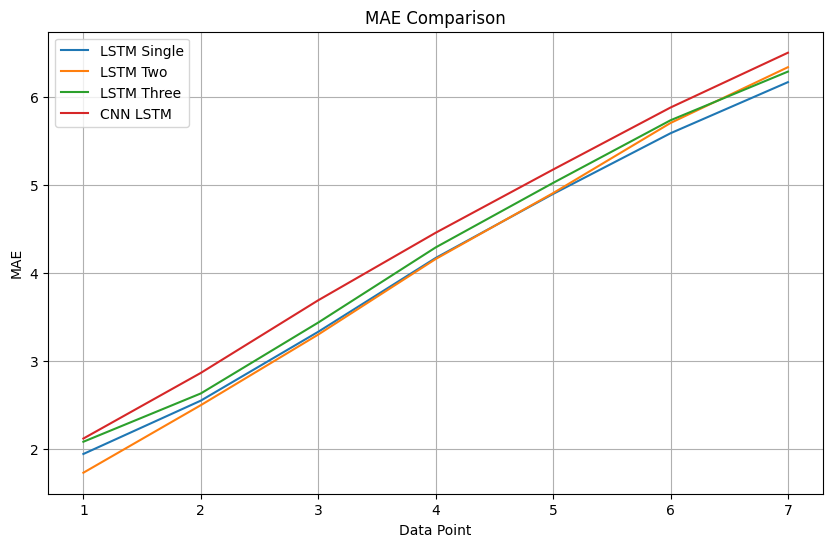 MAE Comparison
LSTM Single
LSTM Two
LSTM Three
CNN LSTM
6
5
4
3
2
MAE
1 2 3 4 5 6 7
Data Point